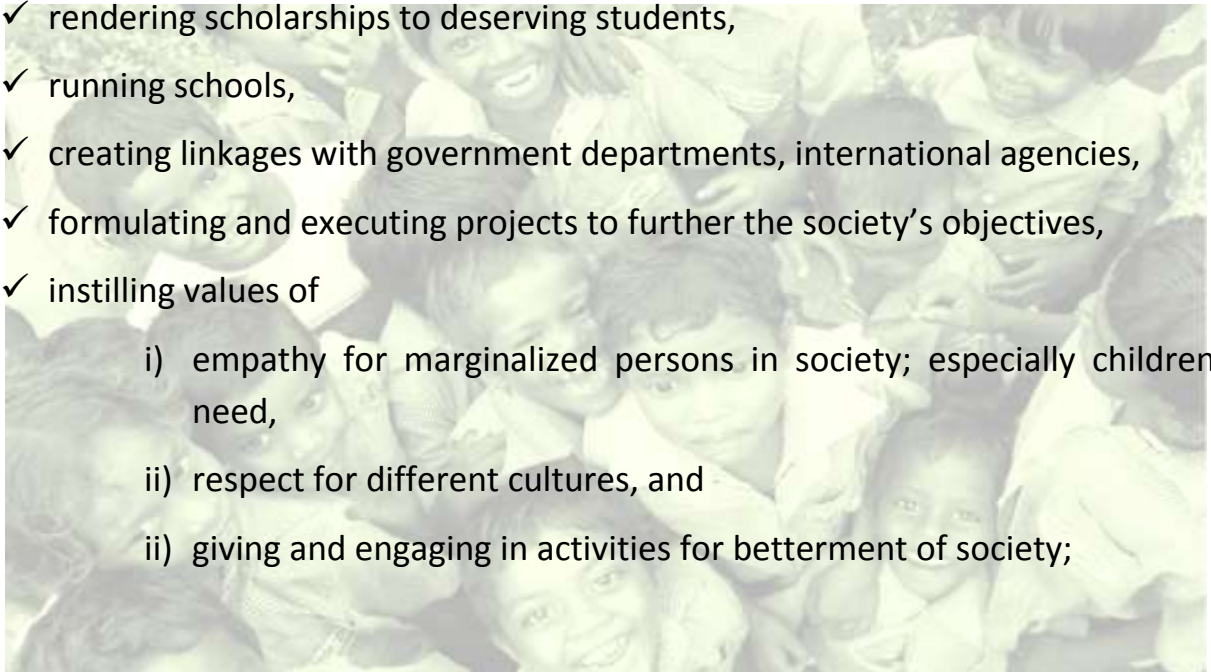 ✓ rendering scholarships to deserving students,
✓ running schools,
✓ creating linkages with government departments, international agencies,
✓ formulating and executing projects to further the society’s objectives,
✓ instilling values of
i) empathy for marginalized persons in society; especially children
need,
ii) respect for different cultures, and
ii) giving and engaging in activities for betterment of society;